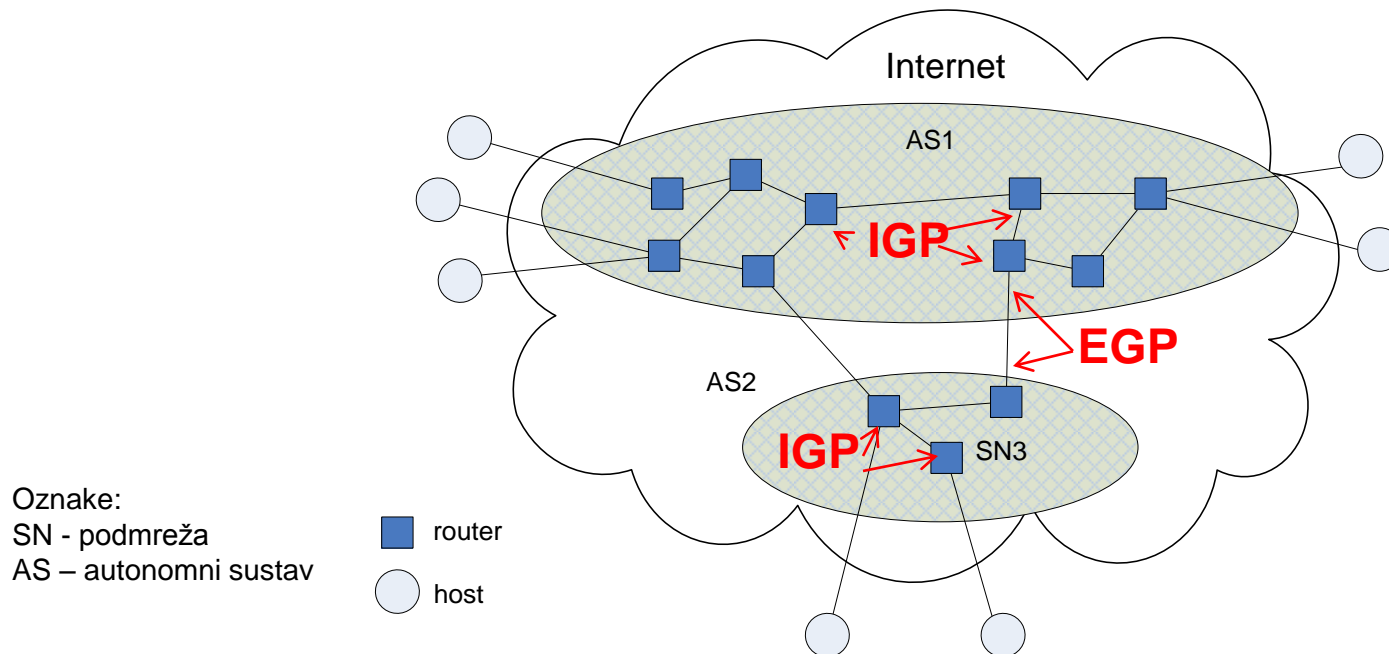 Internet
AS1
IGP
EGP
AS2
IGP
SN3
Oznake:
SN - podmreža
AS – autonomni sustav
router
host